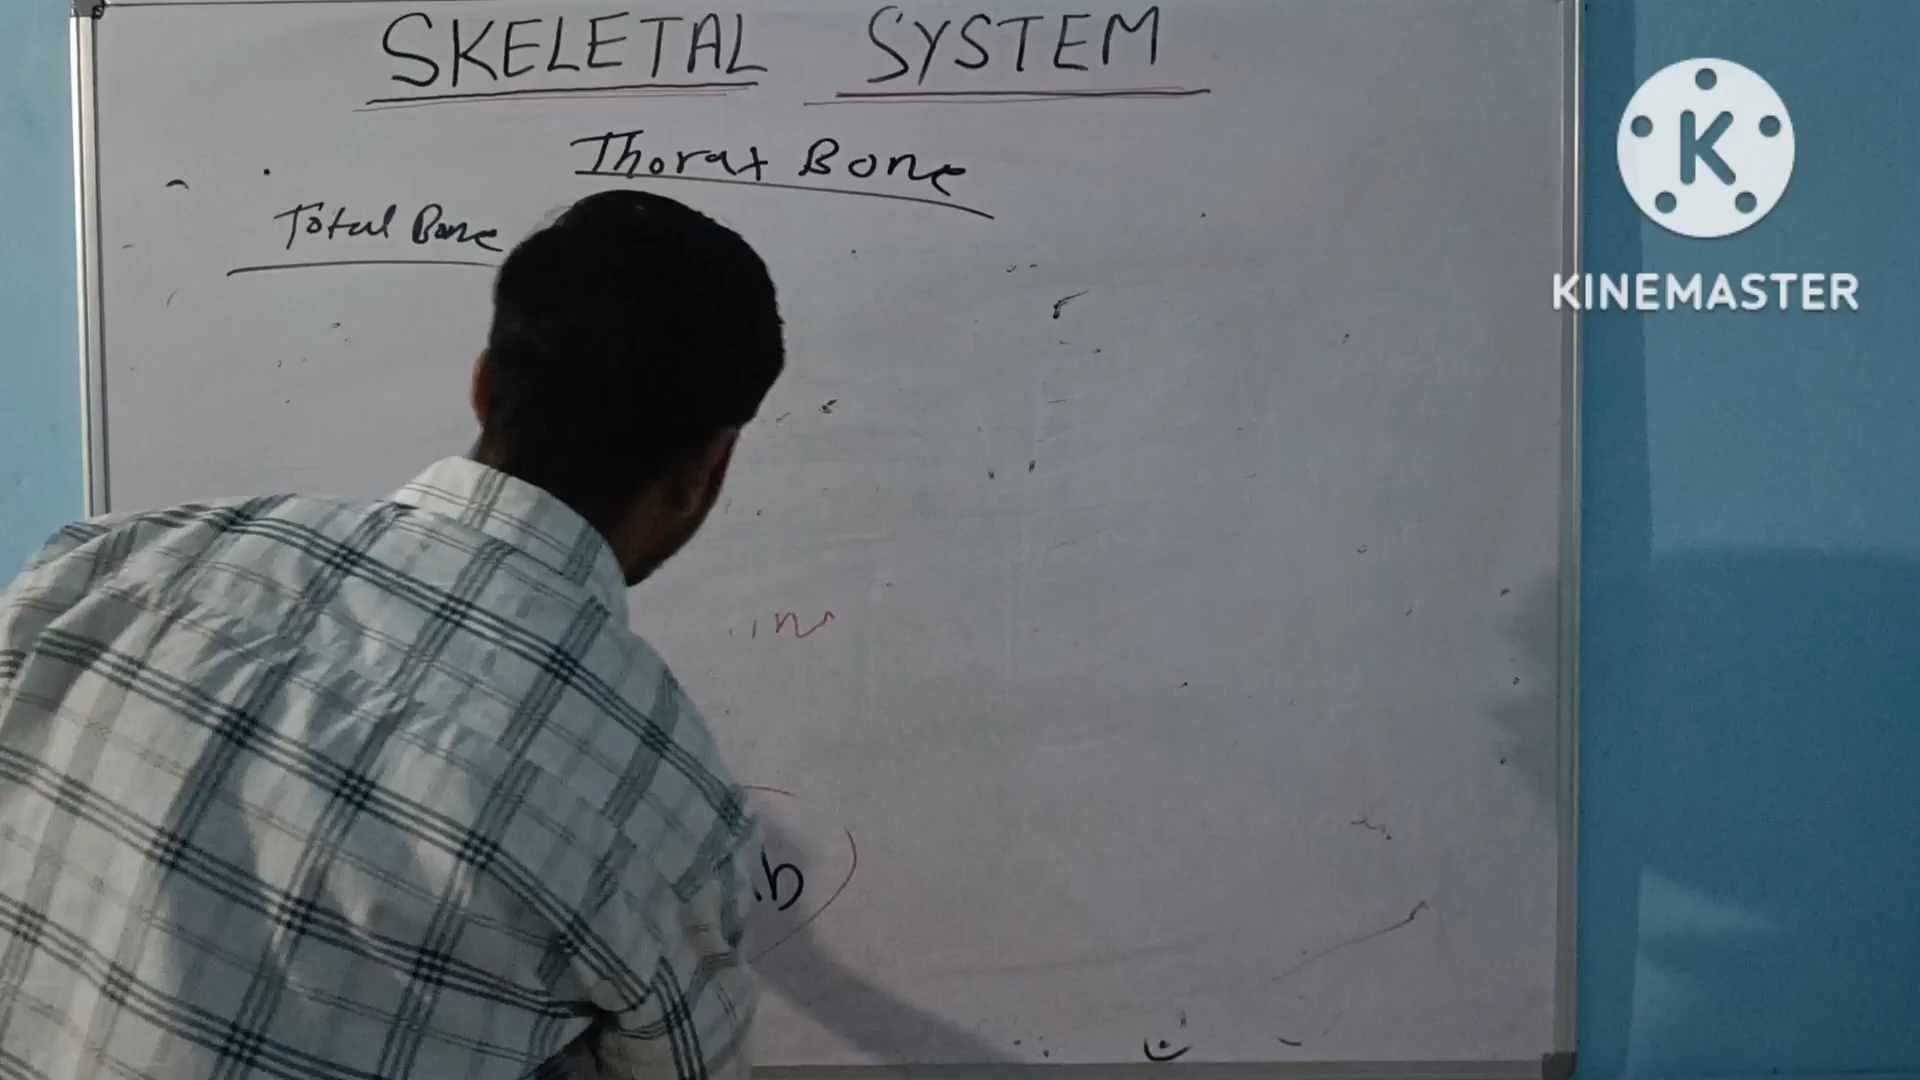 SKELETAL SYSTEM
Thorax Bone
Total Bone
K
KINEMASTER